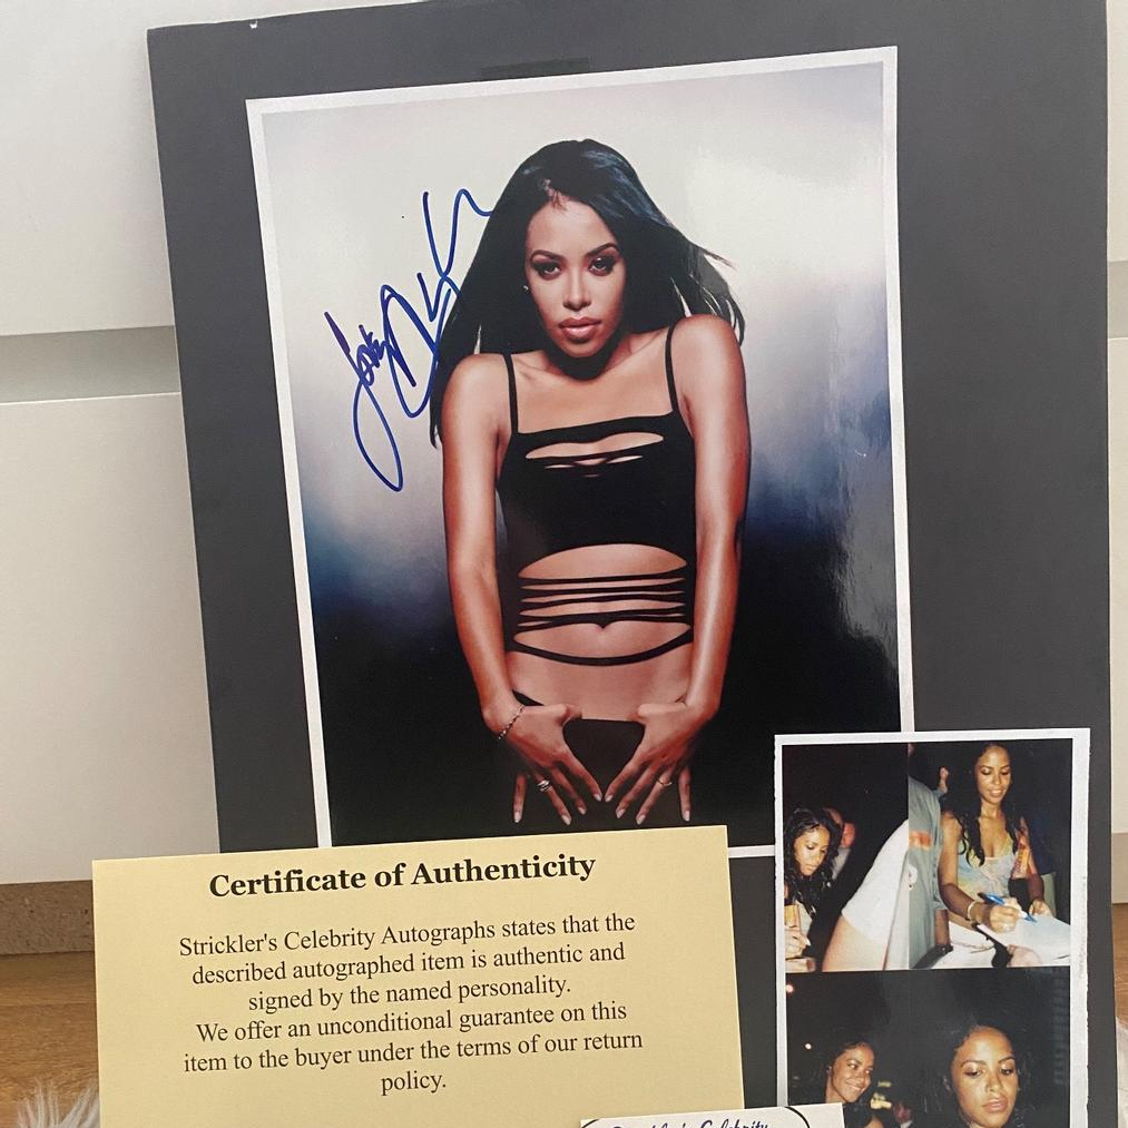 Certificate of Authenticity
Strickler's Celebrity Autographs states that the
described autographed item is authentic and
signed by the named personality.
We offer an unconditional guarantee on this
item to the buyer under the terms of our return
policy.
Celebrity